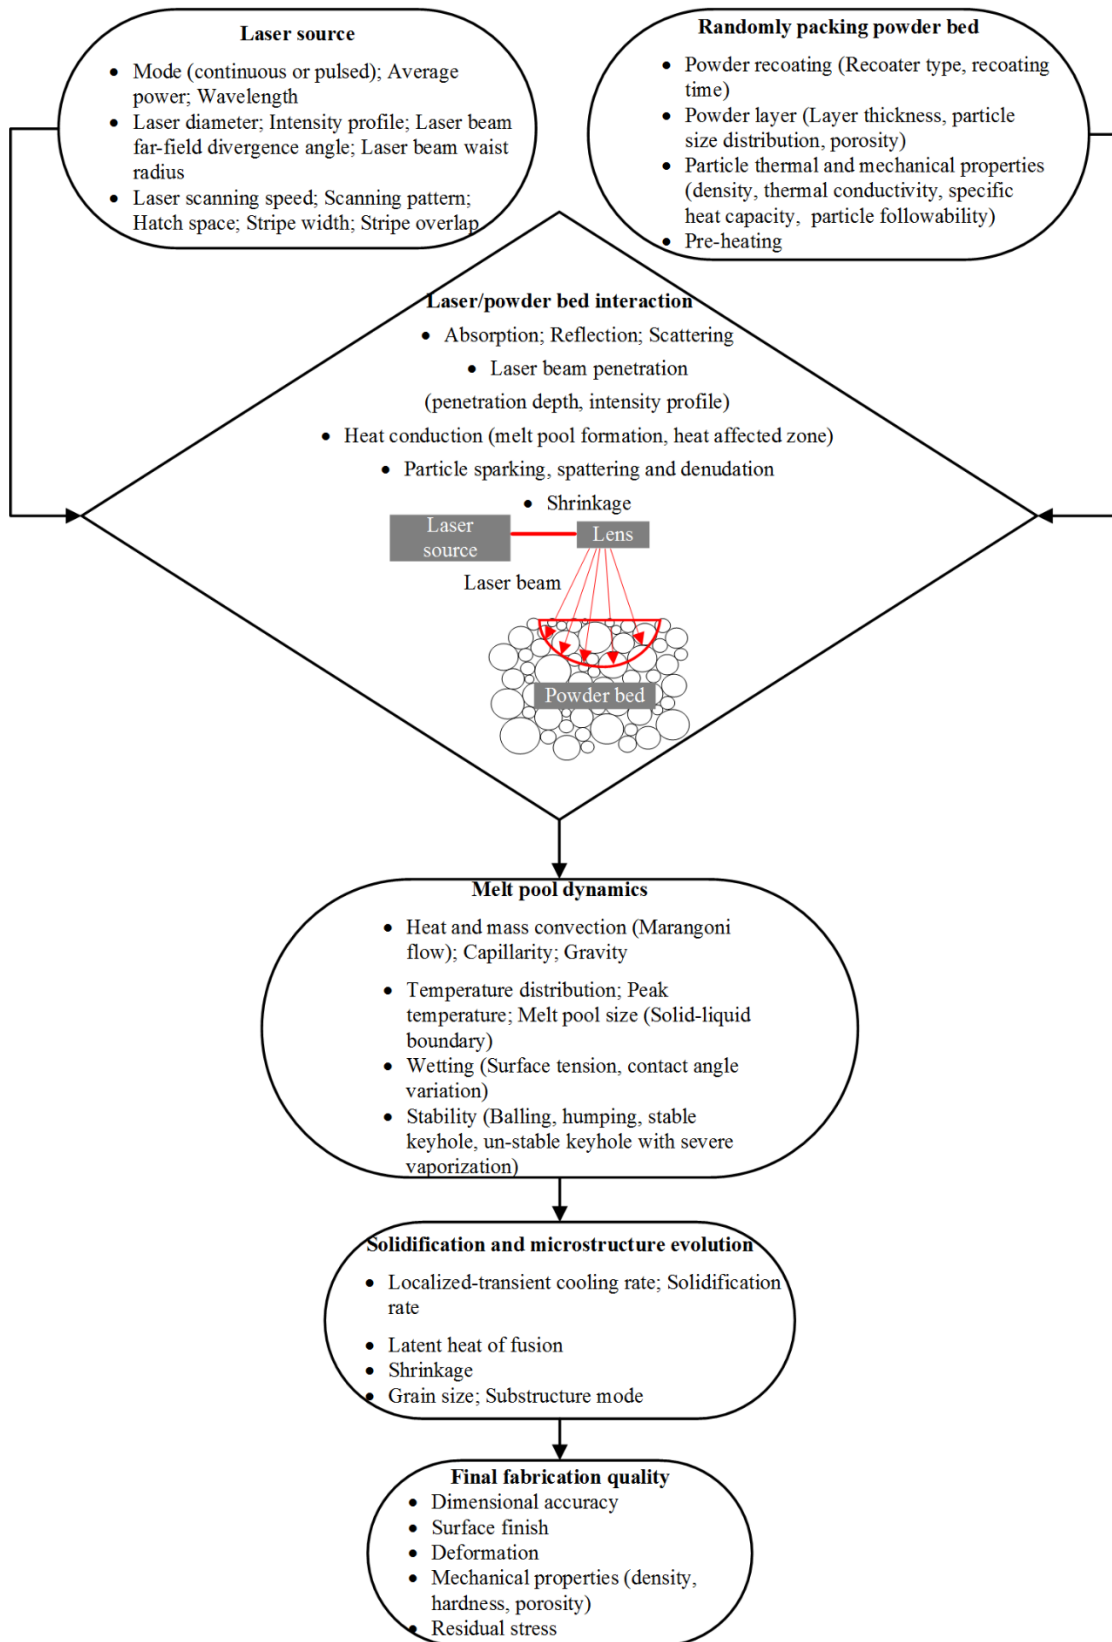 Laser source
• Mode (continuous or pulsed); Average
power; Wavelength
• Laser diameter; Intensity profile; Laser beam
far-field divergence angle; Laser beam waist
radius
• Laser scanning speed; Scanning pattern;
Hatch space; Stripe width; Stripe overlap
Randomly packing powder bed
• Powder recoating (Recoater type, recoating
time)
• Powder layer (Layer thickness, particle
size distribution, porosity)
• Particle thermal and mechanical properties
(density, thermal conductivity, specific
heat capacity, particle followability)
• Pre-heating
Laser/powder bed interaction
• Absorption; Reflection; Scattering
• Laser beam penetration
(penetration depth, intensity profile)
• Heat conduction (melt pool formation, heat affected zone)
• Particle sparking, spattering and denudation
• Shrinkage
Laser
source
Lens
Laser beam
Powder bed
Melt pool dynamics
• Heat and mass convection (Marangoni
flow); Capillarity; Gravity
• Temperature distribution; Peak
temperature; Melt pool size (Solid-liquid
boundary)
• Wetting (Surface tension, contact angle
variation)
• Stability (Balling, humping, stable
keyhole, un-stable keyhole with severe
vaporization)
Solidification and microstructure evolution
• Localized-transient cooling rate; Solidification
rate
• Latent heat of fusion
• Shrinkage
• Grain size; Substructure mode
Final fabrication quality
• Dimensional accuracy
• Surface finish
• Deformation
• Mechanical properties (density,
hardness, porosity)
• Residual stress